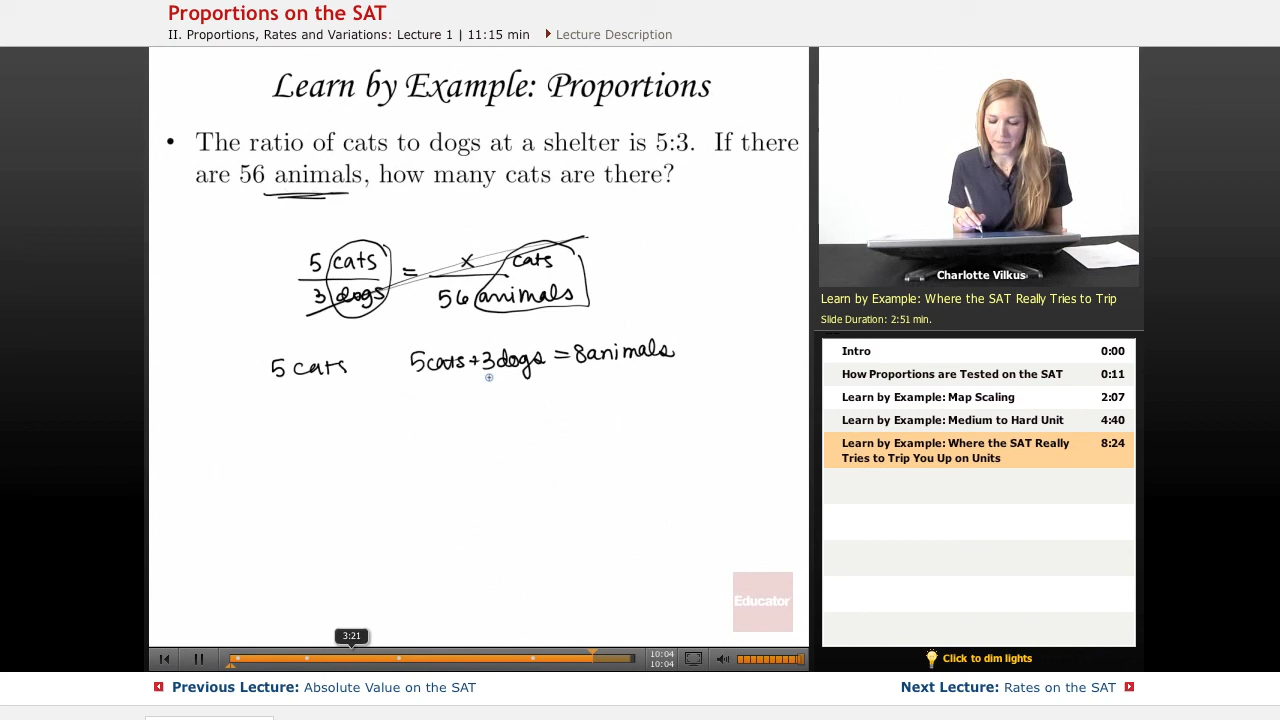 Proportions on the SAT
II. Proportions, Rates and Variations: Lecture 1 | 11:15 min Lecture Description
Learn by Example: Proportions
• The ratio of cats to dogs at a shelter is 5:3. If there
are 56 animals, how many cats are there?
5 cats = x cats
3 dogs 56 animals
5 cats 5cats+3dogs = 8animals
Educator
3:21
10:04
10:04
Charlotte Vilkus
Learn by Example: Where the SAT Really Tries to Trip
Slide Duration: 2:51 min.
Intro 0:00
How Proportions are Tested on the SAT 0:11
Learn by Example: Map Scaling 2:07
Learn by Example: Medium to Hard Unit 4:40
Learn by Example: Where the SAT Really 8:24
Tries to Trip You Up on Units
Click to dim lights
Previous Lecture: Absolute Value on the SAT
Next Lecture: Rates on the SAT